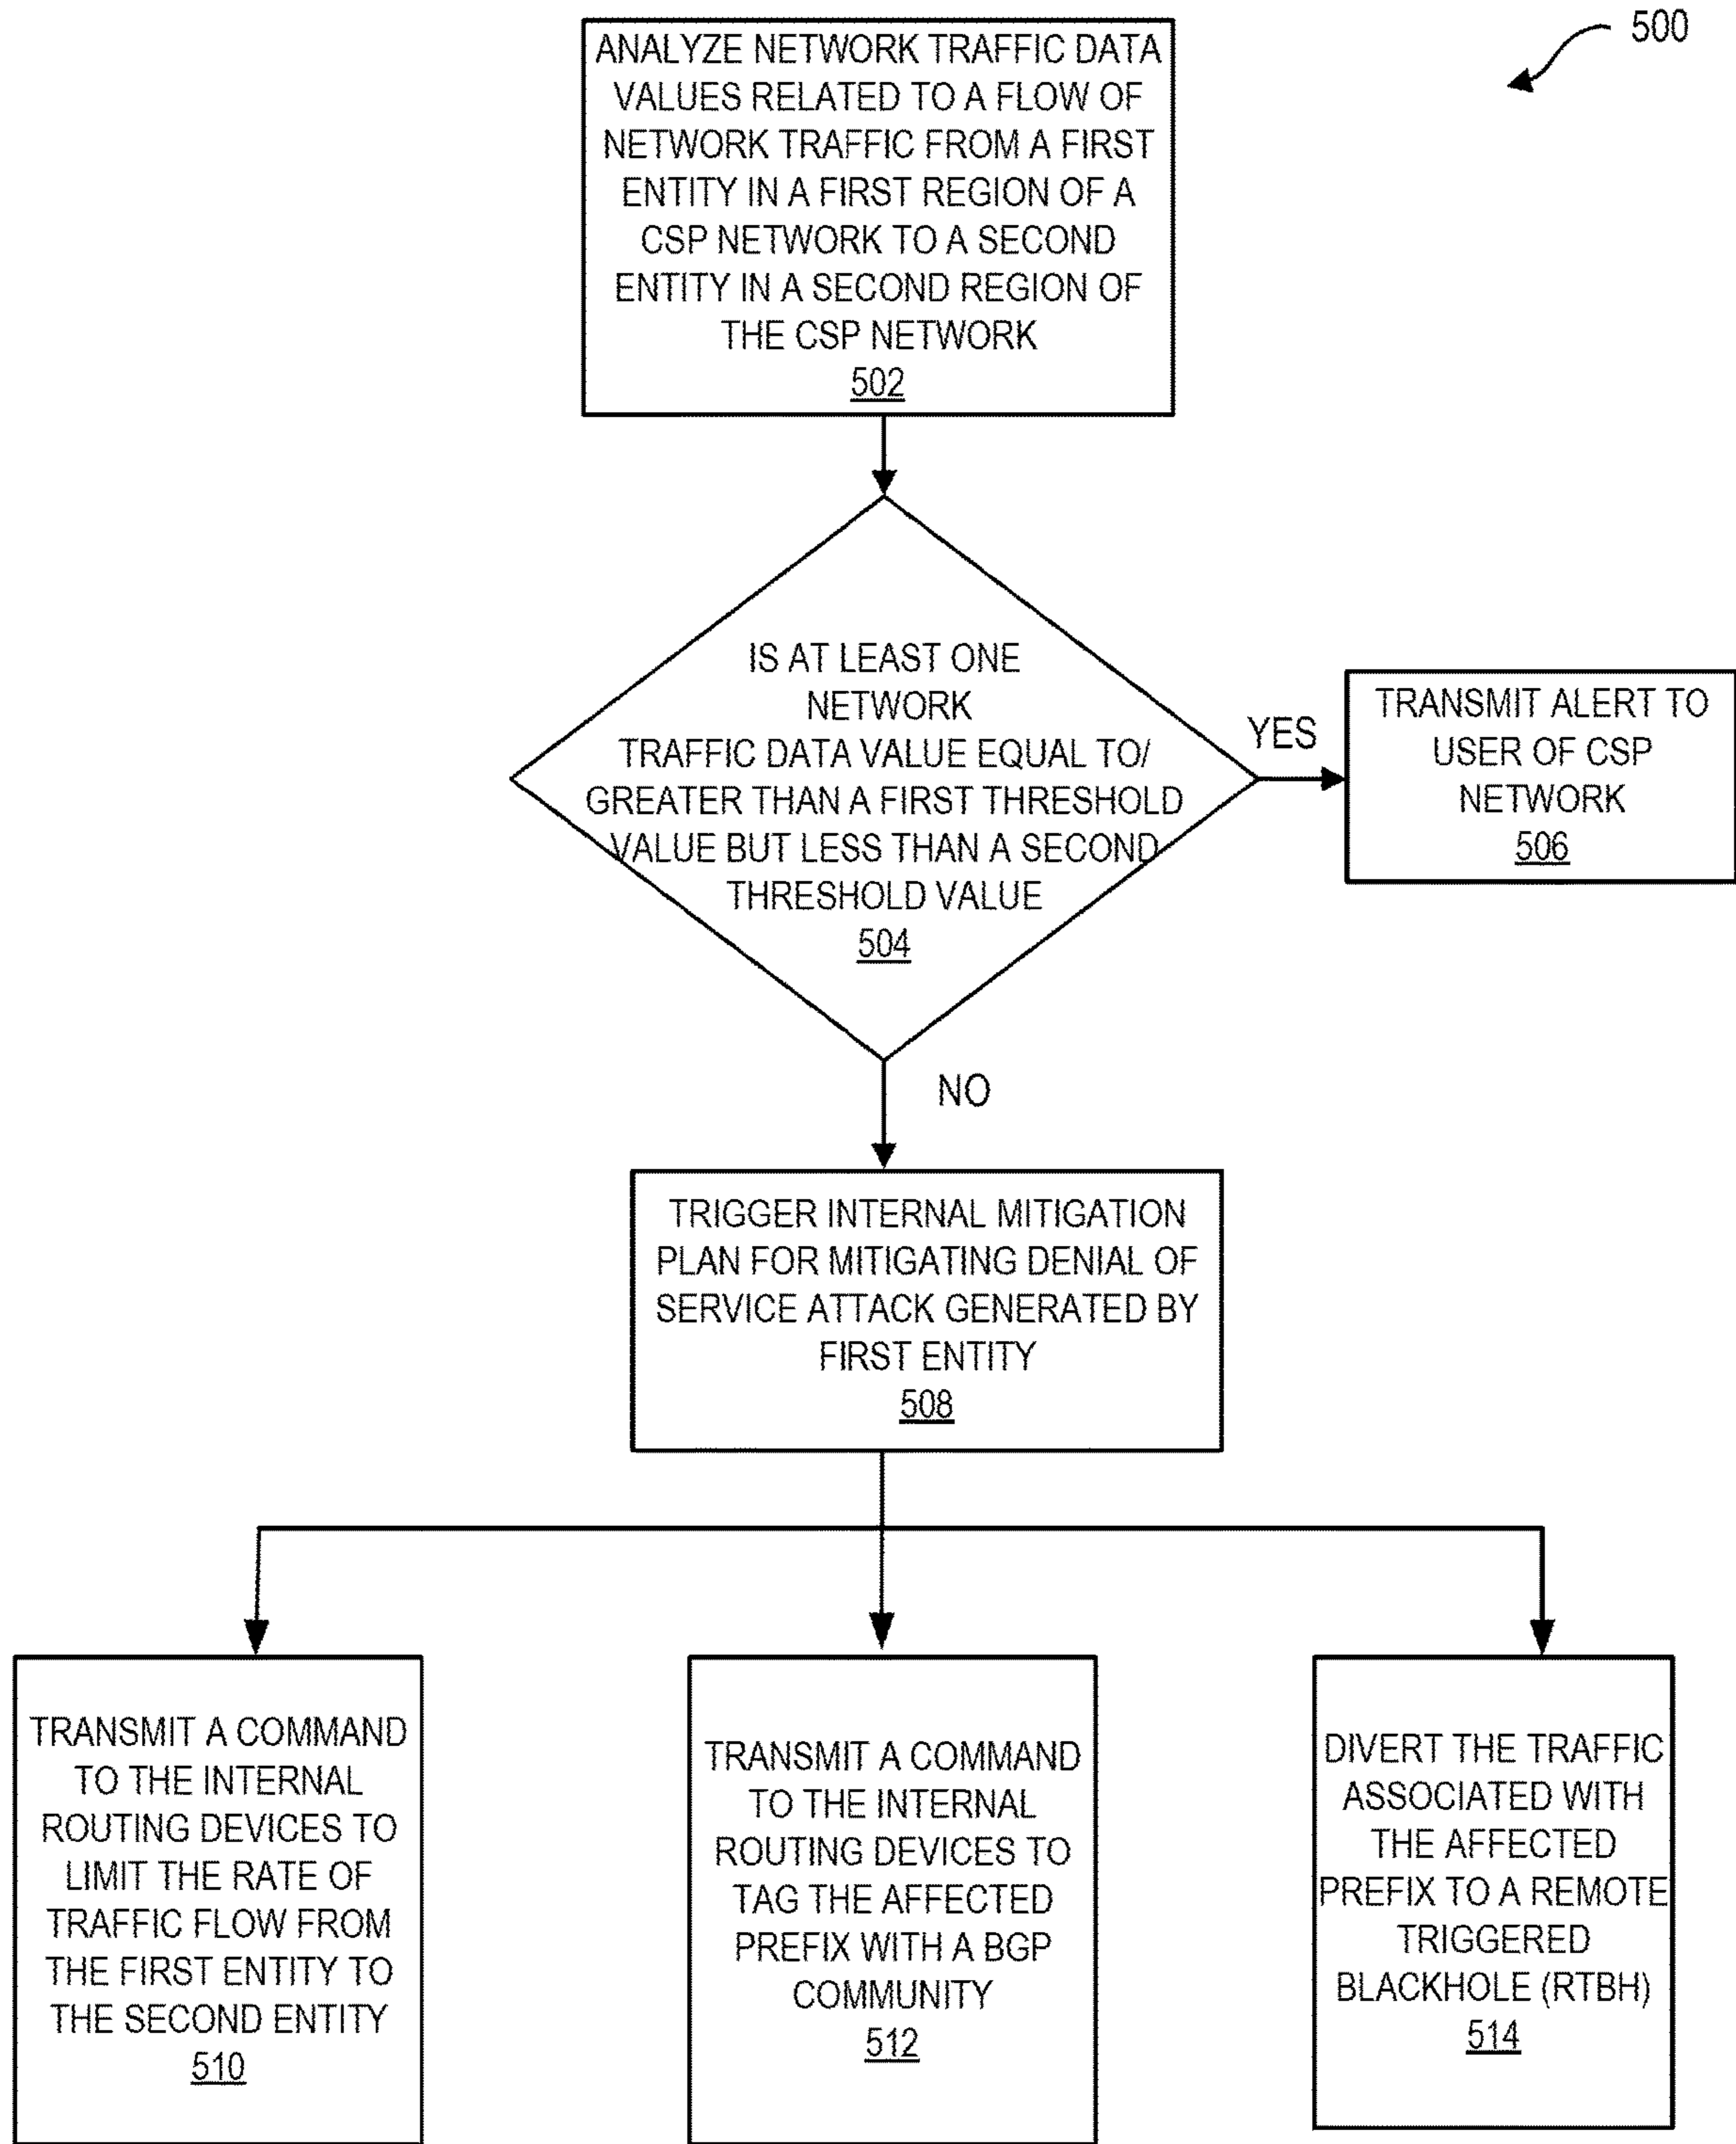 500
ANALYZE NETWORK TRAFFIC DATA
VALUES RELATED TO A FLOW OF
NETWORK TRAFFIC FROM A FIRST
ENTITY IN A FIRST REGION OF A
CSP NETWORK TO A SECOND
ENTITY IN A SECOND REGION OF
THE CSP NETWORK
502
IS AT LEAST ONE
NETWORK
TRAFFIC DATA VALUE EQUAL TO/
GREATER THAN A FIRST THRESHOLD
VALUE BUT LESS THAN A SECOND
THRESHOLD VALUE
504
YES
TRANSMIT ALERT TO
USER OF CSP
NETWORK
506
NO
TRIGGER INTERNAL MITIGATION
PLAN FOR MITIGATING DENIAL OF
SERVICE ATTACK GENERATED BY
FIRST ENTITY
508
TRANSMIT A COMMAND
TO THE INTERNAL
ROUTING DEVICES TO
LIMIT THE RATE OF
TRAFFIC FLOW FROM
THE FIRST ENTITY TO
THE SECOND ENTITY
510
TRANSMIT A COMMAND
TO THE INTERNAL
ROUTING DEVICES TO
TAG THE AFFECTED
PREFIX WITH A BGP
COMMUNITY
512
DIVERT THE TRAFFIC
ASSOCIATED WITH
THE AFFECTED
PREFIX TO A REMOTE
TRIGGERED
BLACKHOLE (RTBH)
514